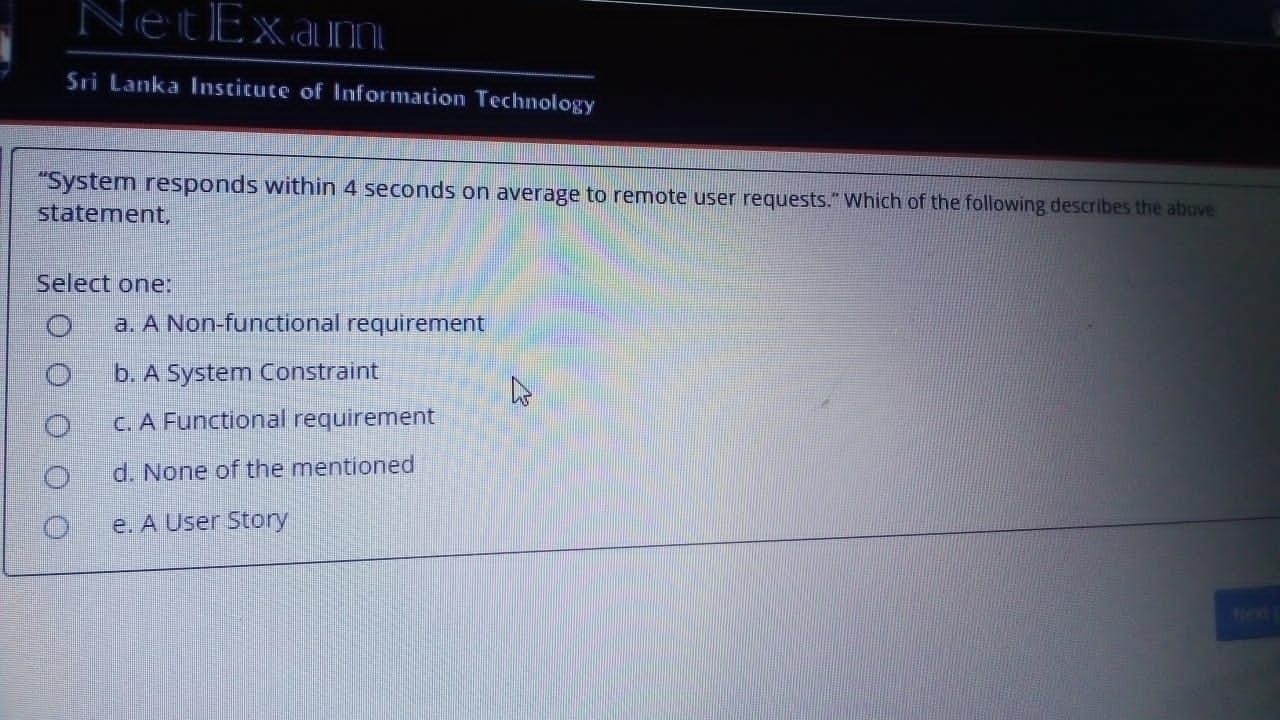 NetExam
Sri Lanka Institute of Information Technology
“System responds within 4 seconds on average to remote user requests.” Which of the following describes the above
statement,
Select one:
a. A Non-functional requirement
b. A System Constraint
c. A Functional requirement
d. None of the mentioned
e. A User Story
Next